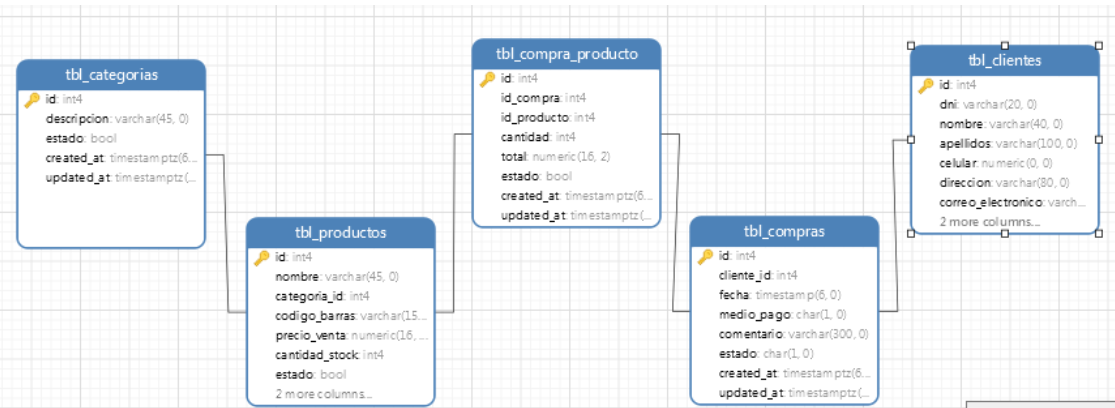 tbl_categorias
id: int4
descripcion: varchar(45, 0)
estado: bool
created_at: timestamptz(6...
updated_at: timestamptz(...
tbl_productos
id: int4
nombre: varchar(45, 0)
categoria_id: int4
codigo_barras: varchar(15...
precio_venta: numeric(16, ...
cantidad_stock: int4
estado: bool
2 more columns...
tbl_compra_producto
id: int4
id_compra: int4
id_producto: int4
cantidad: int4
total: numeric(16, 2)
estado: bool
created_at: timestamptz(6...
updated_at: timestamptz(...
tbl_compras
id: int4
cliente_id: int4
fecha: timestamp(6, 0)
medio_pago: char(1, 0)
comentario: varchar(300, 0)
estado: char(1, 0)
created_at: timestamptz(6...
updated_at: timestamptz(...
tbl_clientes
id: int4
dni: varchar(20, 0)
nombre: varchar(40, 0)
apellidos: varchar(100, 0)
celular: numeric(0, 0)
direccion: varchar(80, 0)
correo_electronico: varch...
2 more columns...